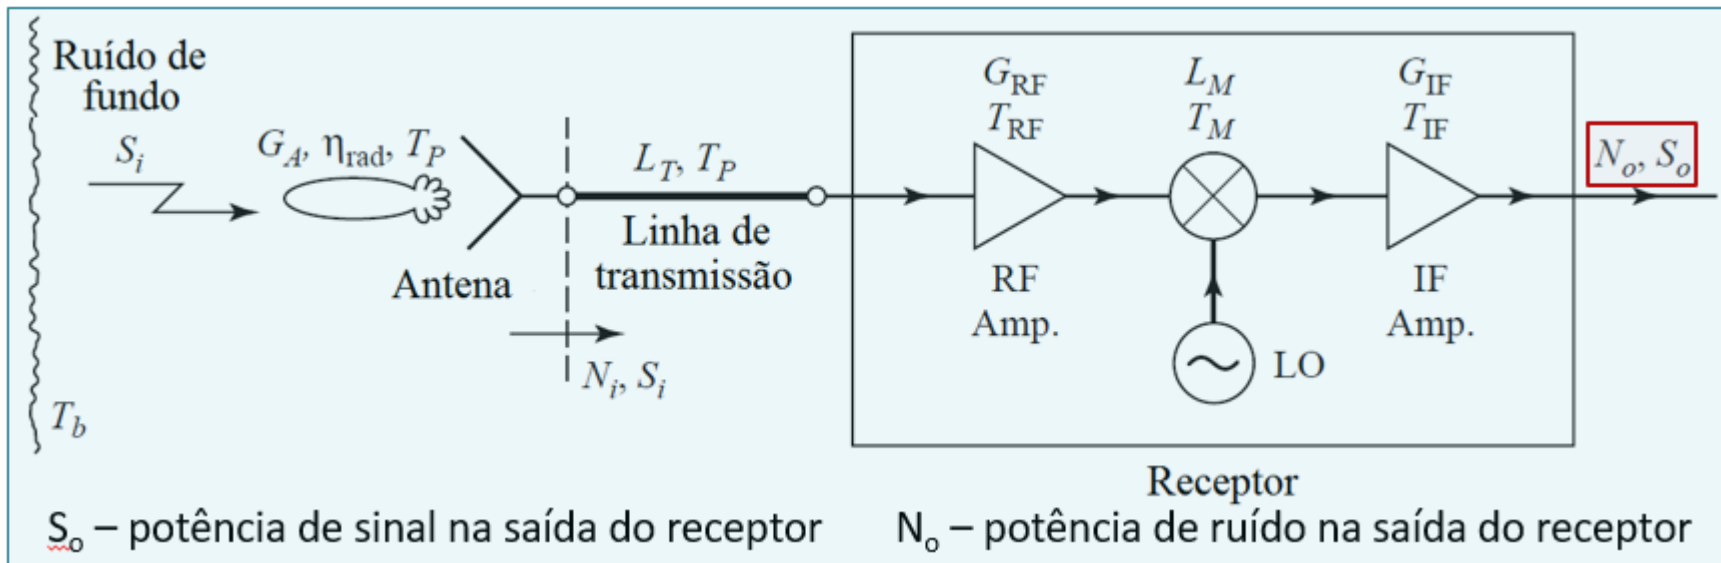 Ruído de
fundo
S_i
G_A, η_rad, T_P
L_T, T_P
G_RF
T_RF
L_M
T_M
G_IF
T_IF
N_o, S_o
Linha de
transmissão
Antena
RF
Amp.
IF
Amp.
LO
N_i, S_i
T_b
Receptor
S_o – potência de sinal na saída do receptor
N_o – potência de ruído na saída do receptor